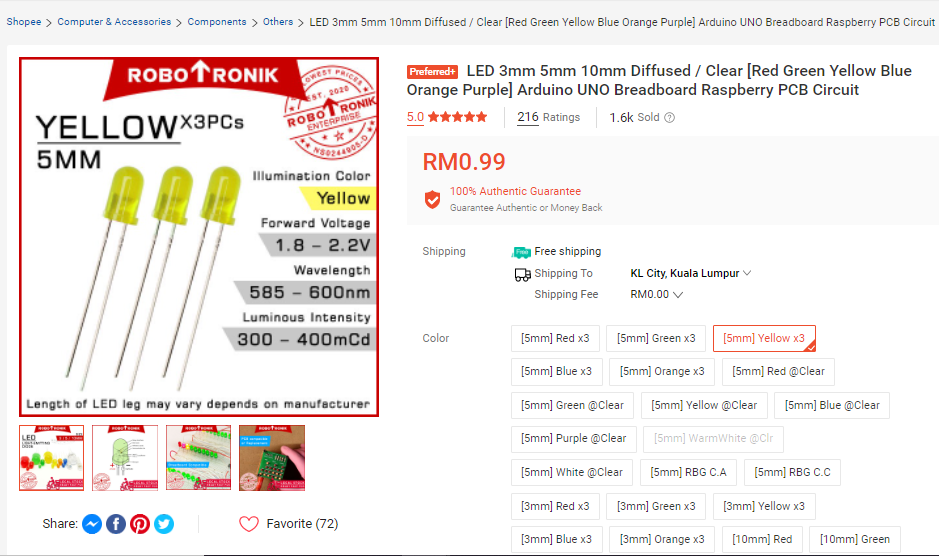 Shopee > Computer & Accessories > Components > Others > LED 3mm 5mm 10mm Diffused / Clear [Red Green Yellow Blue Orange Purple] Arduino UNO Breadboard Raspberry PCB Circuit
ROBOTRONIK
LOWEST PRICES
EST. 2020
ROBOTRONIK
ENTERPRISE
YELLOW X3PCs
5MM
Illumination Color
Yellow
Forward Voltage
1.8 – 2.2V
Wavelength
585 – 600nm
Luminous Intensity
300 – 400mCd
Length of LED leg may vary depends on manufacturer
LED
Share:
Favorite (72)
Preferred+ LED 3mm 5mm 10mm Diffused / Clear [Red Green Yellow Blue
Orange Purple] Arduino UNO Breadboard Raspberry PCB Circuit
5.0
216 Ratings
1.6k Sold
RM0.99
100% Authentic Guarantee
Guarantee Authentic or Money Back
Shipping
Free shipping
Shipping To KL City, Kuala Lumpur
Shipping Fee RM0.00
Color
[5mm] Red x3 [5mm] Green x3 [5mm] Yellow x3
[5mm] Blue x3 [5mm] Orange x3 [5mm] Red @Clear
[5mm] Green @Clear [5mm] Yellow @Clear [5mm] Blue @Clear
[5mm] Purple @Clear [5mm] WarmWhite @Clr
[5mm] White @Clear [5mm] RBG C.A [5mm] RBG C.C
[3mm] Red x3 [3mm] Green x3 [3mm] Yellow x3
[3mm] Blue x3 [3mm] Orange x3 [10mm] Red [10mm] Green